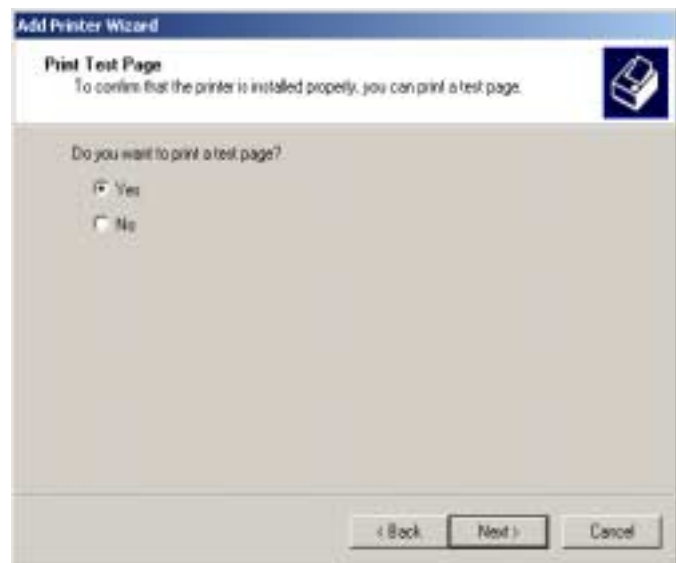 Add Printer Wizard
Print Test Page
To confirm that the printer is installed properly, you can print a test page.
Do you want to print a test page?
Yes
No
< Back
Next >
Cancel